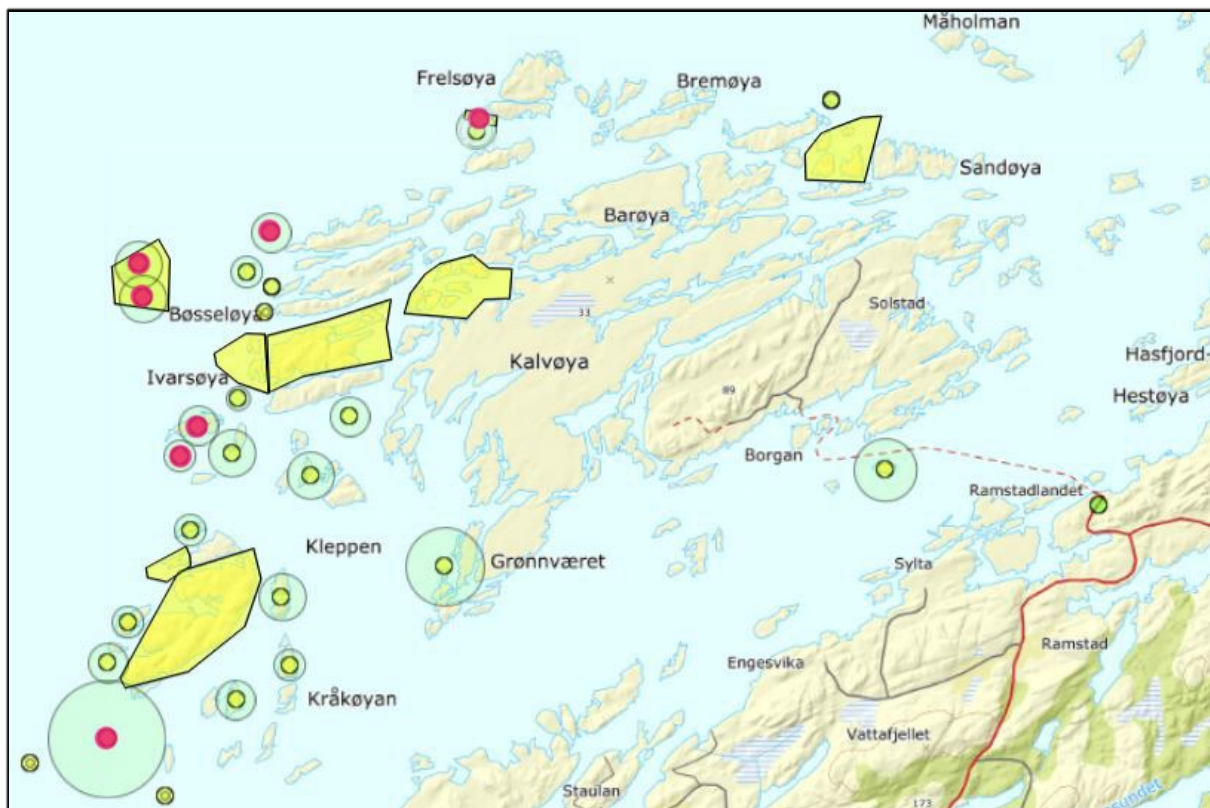 Måholman
Frelsøya
Bremøya
Sandøya
Barøya
Solstad
33
Bøsseløya
Kalvøya
Hasfjord-
Ivarsøya
89
Hestøya
Borgan
Ramstadlandet
Kleppen
Grønnværet
Sylta
Ramstad
Engesvika
Kråkøyan
Vattafjellet
Staulan
173